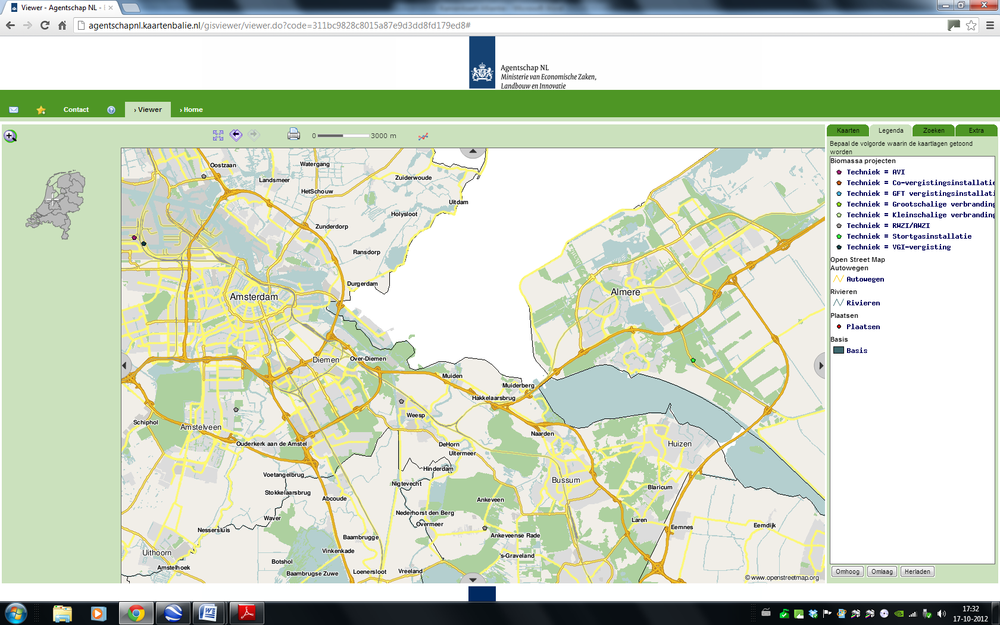 Viewer - Agentschap NL - E
agentschapnl.kaartenbalie.nl/gisviewer/viewer.do?code=311bc9828c8015a87e9d3dd8fd179ed8#
Agentschap NL
Ministerie van Economische Zaken,
Landbouw en Innovatie
Contact
› Viewer
› Home
0
3000 m
Kaarten
Legenda
Zoeken
Extra
Bepaal de volgorde waarin de kaartlagen getoond
worden
Biomassa projecten
Techniek = AVI
Techniek = Co-vergistingsinstallatie
Techniek = GFT vergistingsinstallati
Techniek = Grootschalige verbranding
Techniek = Kleinschalige verbranding
Techniek = RWZI/AWZI
Techniek = Stortgasinstallatie
Techniek = VGI-vergisting
Open Street Map
Autowegen
Autowegen
Rivieren
Rivieren
Plaatsen
Plaatsen
Basis
Basis
Omhoog
Omlaag
Herladen
Oostzaan
Watergang
Landsmeer
Zuiderwoude
HetSchouw
Uitdam
Holysloot
Zunderdorp
Ransdorp
Durgerdam
Amsterdam
Almere
Diemen
Over-Diemen
Muiden
Muiderberg
Hakkelaarsbrug
Weesp
Schiphol
Amstelveen
Naarden
Ouderkerk aan de Amstel
DeHorn
Huizen
Uitermeer
Hinderdam
Voetangelbrug
Bussum
Nigtevecht
Blaricum
Stokkelaarsbrug
Abcoude
Ankeveen
Nederhorst den Berg
Waver
Laren
Overmeer
Eemnes
Eemdijk
Nessersluis
Ankeveense Rade
Baambrugge
Uithoorn
Vinkenkade
's-Graveland
Botshol
Amstelhoek
Baambrugse Zuwe
Loenersloot
Vreeland
© www.openstreetmap.org
17:32
17-10-2012